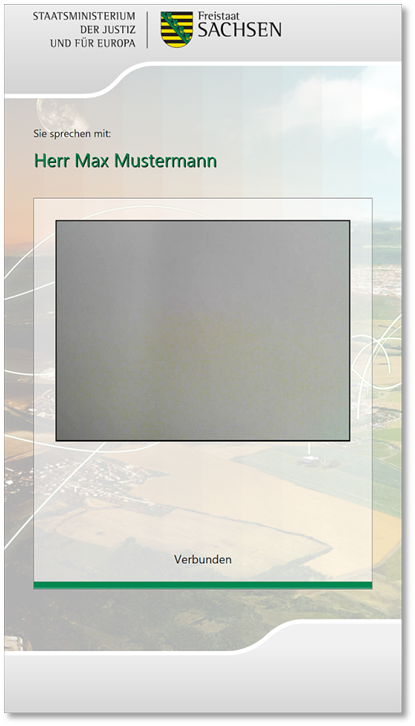 STAATSMINISTERIUM
DER JUSTIZ
UND FÜR EUROPA
Freistaat
SACHSEN
Sie sprechen mit:
Herr Max Mustermann
Verbunden